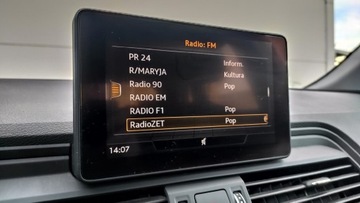 Radio: FM
PR 24 Inform.
R/MARYJA Kultura
Radio 90 Pop
RADIO EM
RADIO F1 Pop
RadioZET Pop
14:07